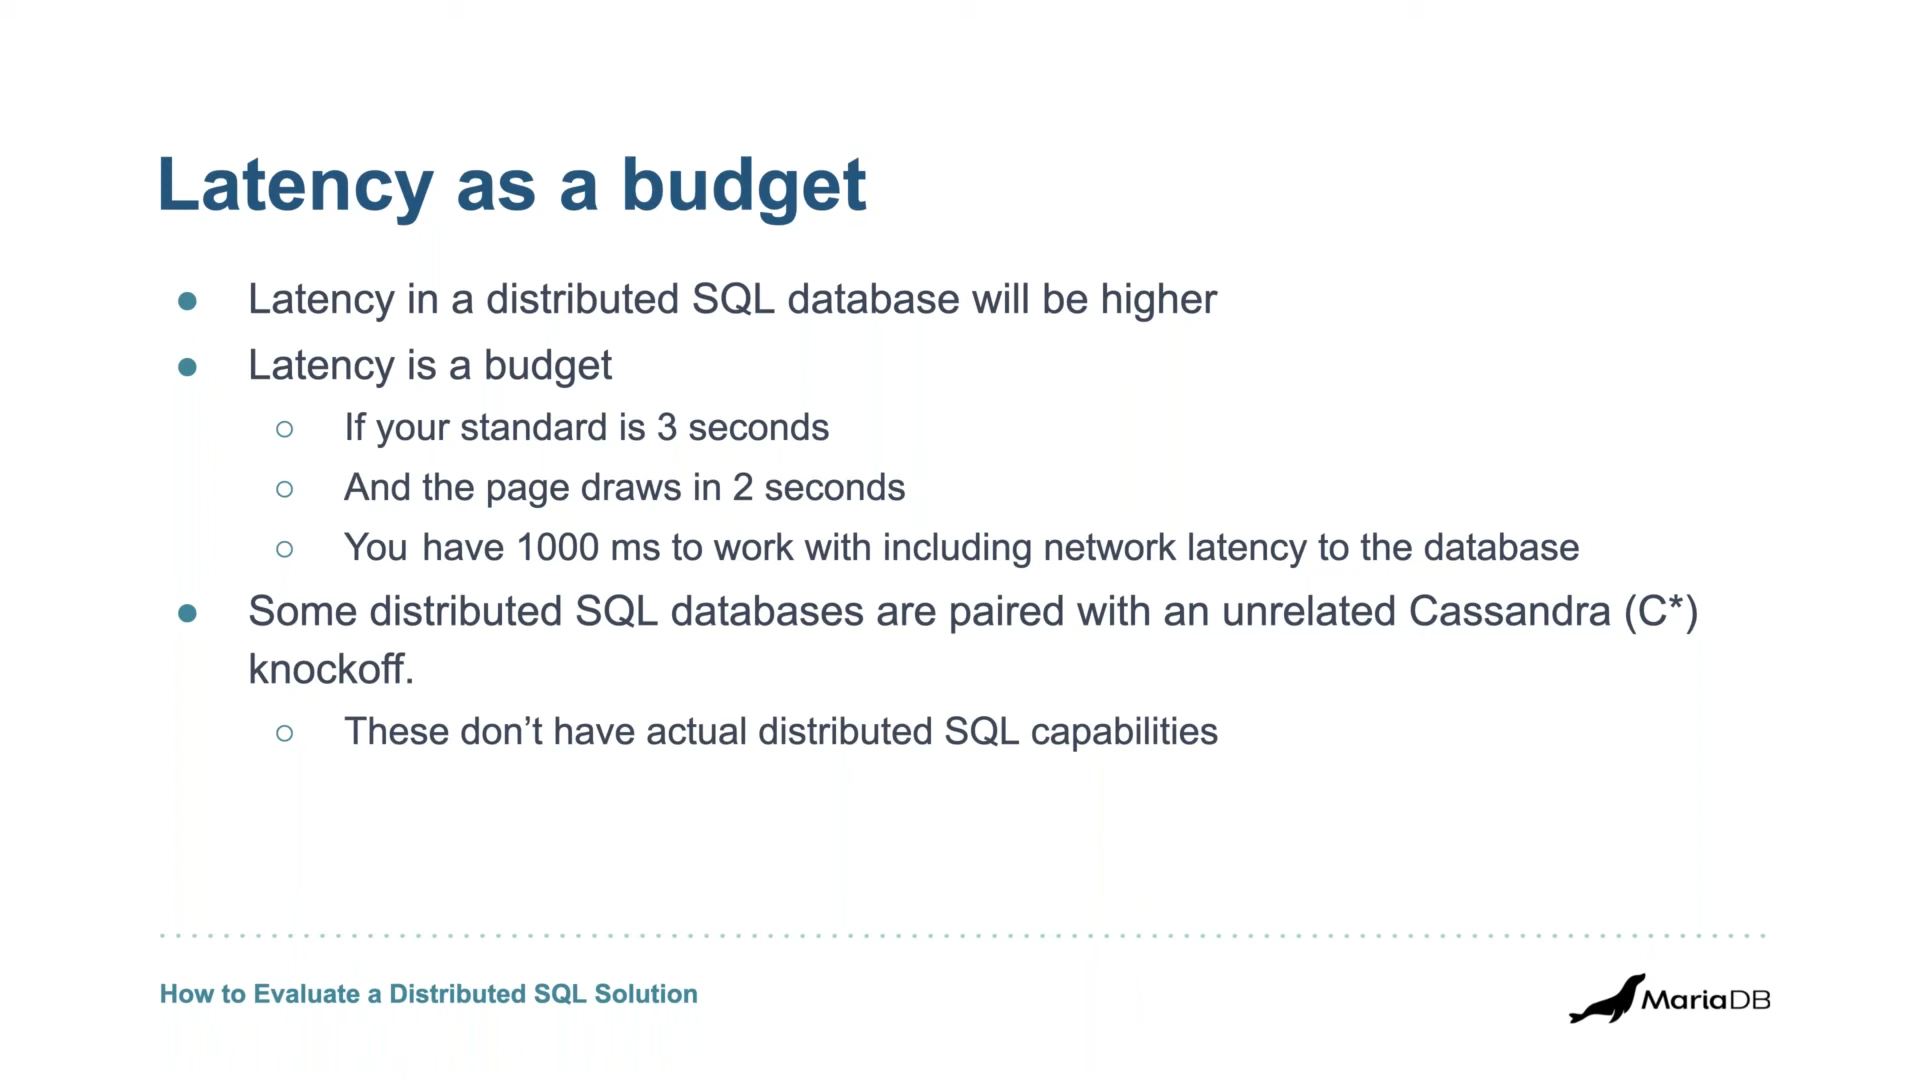 Latency as a budget
● Latency in a distributed SQL database will be higher
● Latency is a budget
○ If your standard is 3 seconds
○ And the page draws in 2 seconds
○ You have 1000 ms to work with including network latency to the database
● Some distributed SQL databases are paired with an unrelated Cassandra (C*)
knockoff.
○ These don’t have actual distributed SQL capabilities
How to Evaluate a Distributed SQL Solution
MariaDB